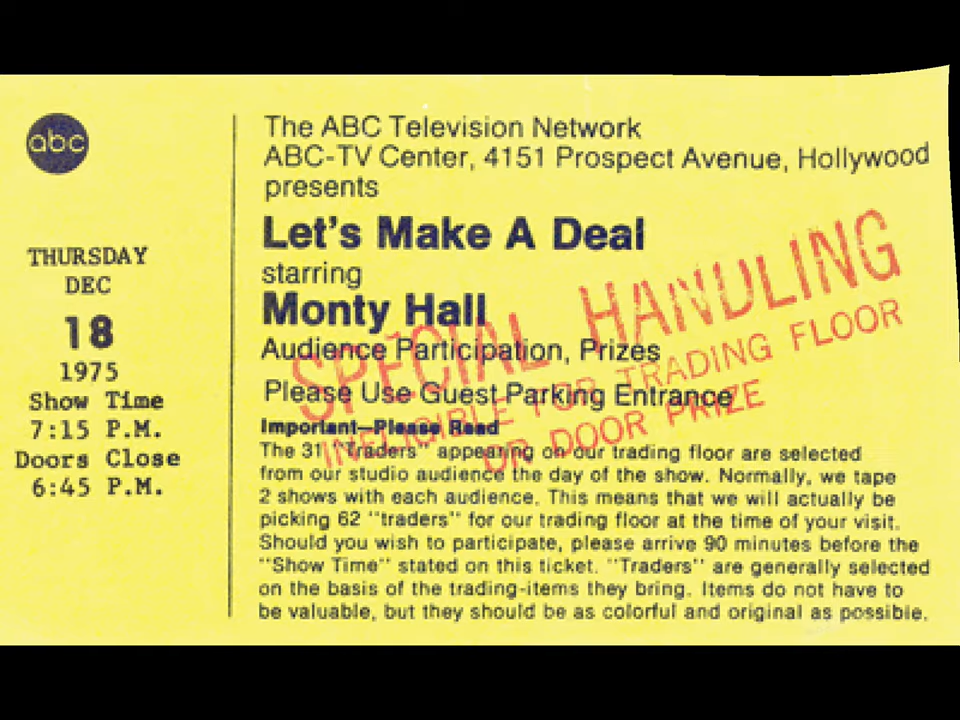 abc
THURSDAY
DEC
18
1975
Show Time
7:15 P.M.
Doors Close
6:45 P.M.
The ABC Television Network
ABC-TV Center, 4151 Prospect Avenue, Hollywood
presents
Let's Make A Deal
starring
Monty Hall
Audience Participation, Prizes
Please Use Guest Parking Entrance
Important—Please Read
The 31 "Traders" appearing on our trading floor are selected
from our studio audience the day of the show. Normally, we tape
2 shows with each audience. This means that we will actually be
picking 62 "traders" for our trading floor at the time of your visit.
Should you wish to participate, please arrive 90 minutes before the
"Show Time" stated on this ticket. "Traders" are generally selected
on the basis of the trading-items they bring. Items do not have to
be valuable, but they should be as colorful and original as possible.
SPECIAL HANDLING
INELIGIBLE FOR TRADING FLOOR
OR DOOR PRIZE